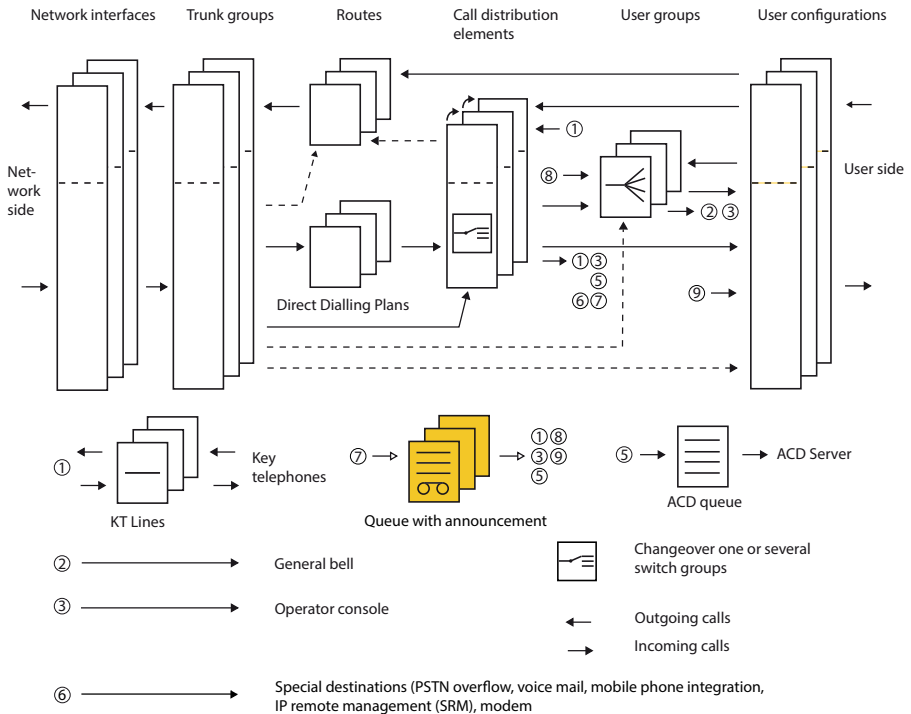 Network interfaces
Trunk groups
Routes
Call distribution
elements
User groups
User configurations
Net-
work
side
①
⑧
② ③
User side
①③
⑤
⑥⑦
⑨
Direct Dialling Plans
①
Key
telephones
KT Lines
⑦
①⑧
③⑨
⑤
Queue with announcement
⑤
ACD Server
ACD queue
②
General bell
Changeover one or several
switch groups
③
Operator console
Outgoing calls
Incoming calls
⑥
Special destinations (PSTN overflow, voice mail, mobile phone integration,
IP remote management (SRM), modem